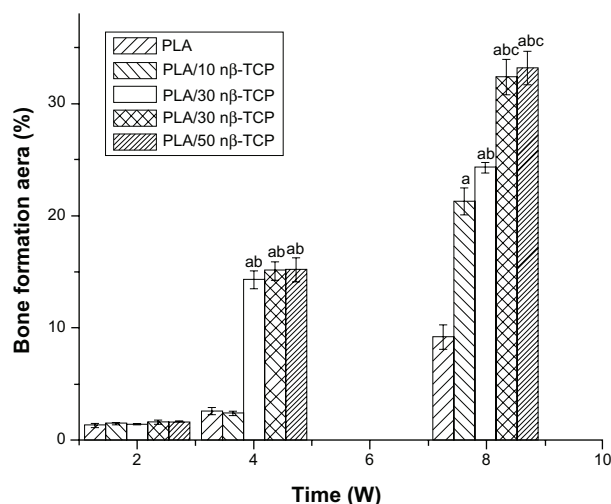 Bone formation aera (%)
30
20
10
0
PLA
PLA/10 nβ-TCP
PLA/30 nβ-TCP
PLA/30 nβ-TCP
PLA/50 nβ-TCP
ab
ab
ab
a
ab
abc
abc
2
4
6
8
10
Time (W)